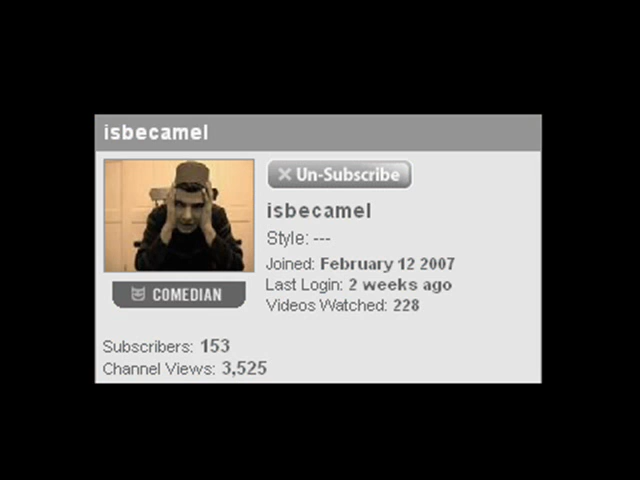 isbecamel
Un-Subscribe
isbecamel
Style: ---
Joined: February 12 2007
Last Login: 2 weeks ago
Videos Watched: 228
COMEDIAN
Subscribers: 153
Channel Views: 3,525